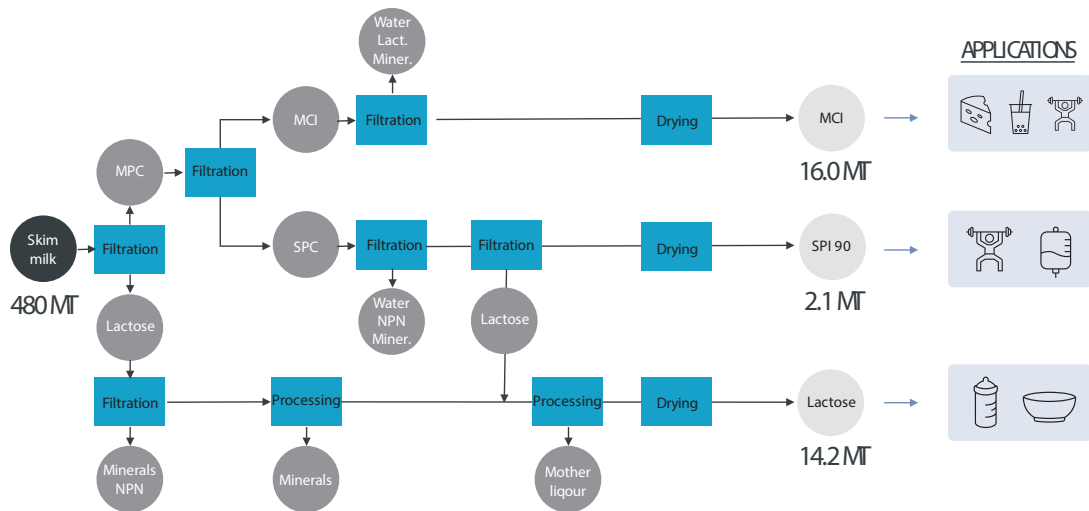 Water
Lact.
Miner.
APPLICATIONS
MCI
Filtration
Drying
MCI
16.0 MT
MPC
Filtration
Skim
milk
480 MT
Filtration
SPC
Filtration
Filtration
Drying
SPI 90
2.1 MT
Water
NPN
Miner.
Lactose
Lactose
Filtration
Processing
Processing
Drying
Lactose
14.2 MT
Minerals
NPN
Minerals
Mother
liqour